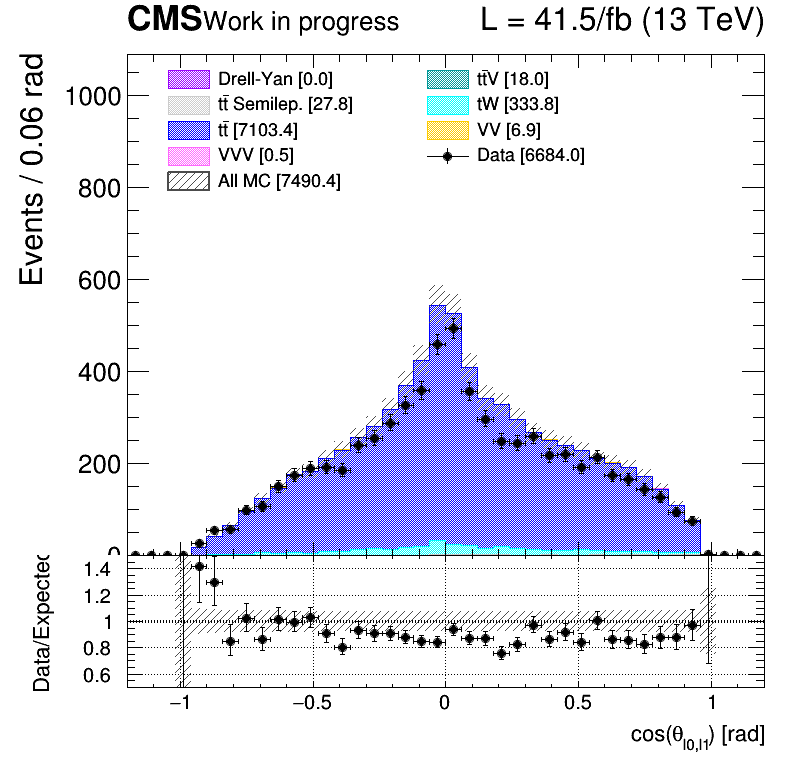 CMS Work in progress L = 41.5/fb (13 TeV)
Events / 0.06 rad
1000
800
600
400
200
0
Drell-Yan [0.0]
tt̄ Semilep. [27.8]
tt̄ [7103.4]
VVV [0.5]
All MC [7490.4]
tt̄V [18.0]
tW [333.8]
VV [6.9]
Data [6684.0]
Data/Expected
1.4
1.2
1
0.8
0.6
−1 −0.5 0 0.5 1
cos(θ_{l0,l1}) [rad]